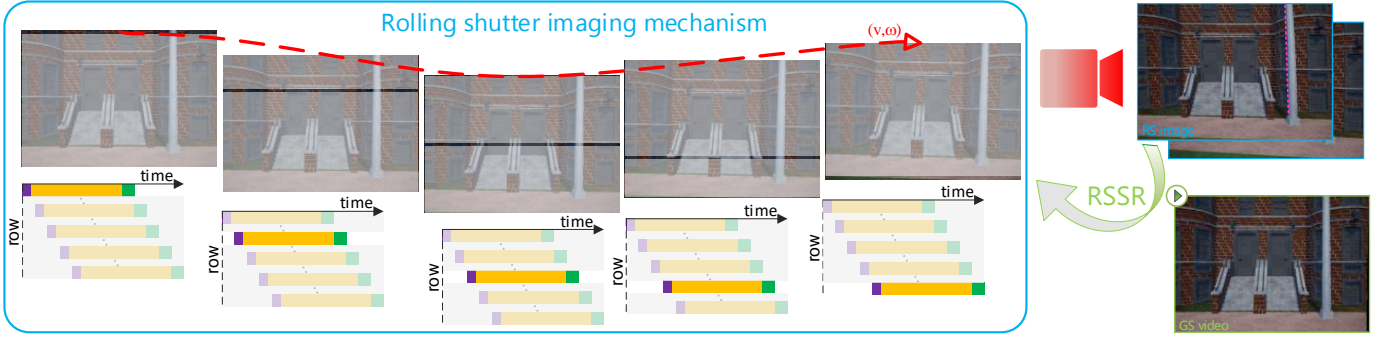 Rolling shutter imaging mechanism
(v,ω)
time
row
time
row
time
row
time
row
time
row
RS image
RSSR
GS video